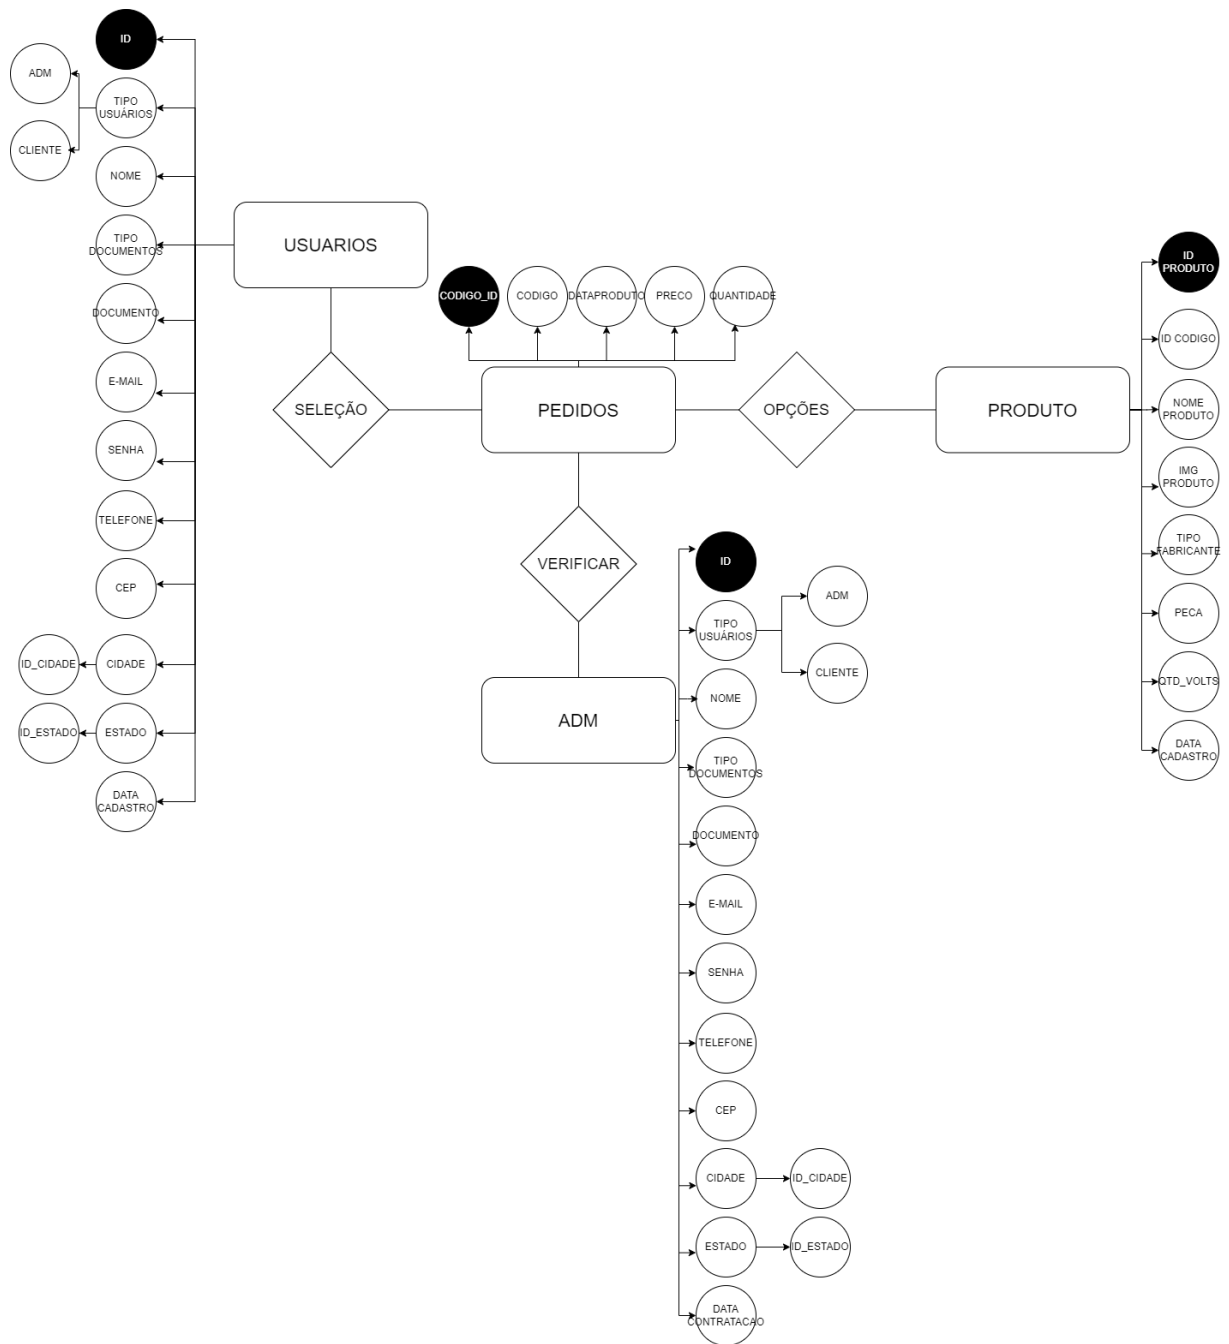 ID
ADM
TIPO
USUÁRIOS
CLIENTE
NOME
TIPO
DOCUMENTOS
DOCUMENTO
E-MAIL
SENHA
TELEFONE
CEP
ID_CIDADE
CIDADE
ID_ESTADO
ESTADO
DATA
CADASTRO
USUARIOS
SELEÇÃO
CODIGO_ID
CODIGO
DATAPRODUTO
PRECO
QUANTIDADE
PEDIDOS
OPÇÕES
PRODUTO
ID
PRODUTO
ID CODIGO
NOME
PRODUTO
IMG
PRODUTO
TIPO
FABRICANTE
PECA
QTD_VOLTS
DATA
CADASTRO
VERIFICAR
ADM
ID
TIPO
USUÁRIOS
ADM
CLIENTE
NOME
TIPO
DOCUMENTOS
DOCUMENTO
E-MAIL
SENHA
TELEFONE
CEP
CIDADE
ID_CIDADE
ESTADO
ID_ESTADO
DATA
CONTRATACAO